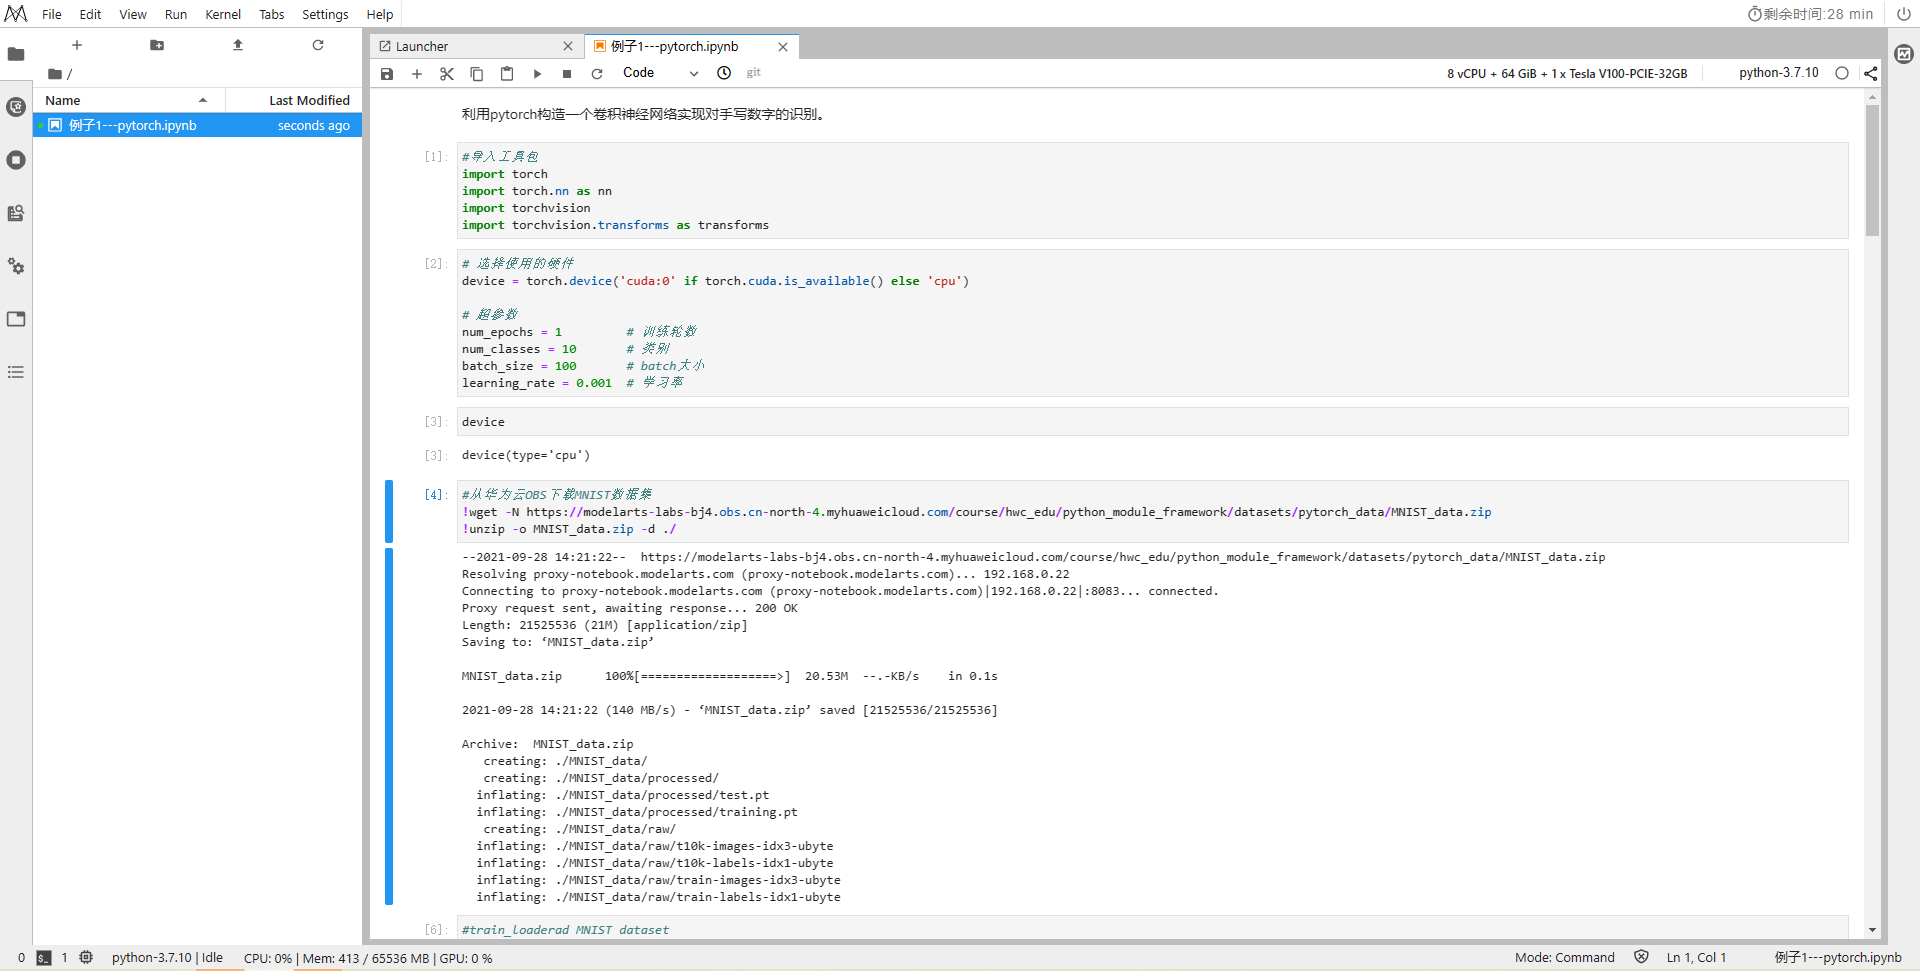 File Edit View Run Kernel Tabs Settings Help
剩余时间:28 min
Launcher
例子1---pytorch.ipynb
/
Code
git
8 vCPU + 64 GiB + 1 x Tesla V100-PCIE-32GB
python-3.7.10
Name
Last Modified
例子1---pytorch.ipynb
seconds ago
利用pytorch构造一个卷积神经网络实现对手写数字的识别。
[1]:
#导入工具包
import torch
import torch.nn as nn
import torchvision
import torchvision.transforms as transforms
[2]:
# 选择使用的硬件
device = torch.device('cuda:0' if torch.cuda.is_available() else 'cpu')
# 超参数
num_epochs = 1         # 训练轮数
num_classes = 10       # 类别
batch_size = 100       # batch大小
learning_rate = 0.001  # 学习率
[3]:
device
[3]:
device(type='cpu')
[4]:
#从华为云OBS下载MNIST数据集
!wget -N https://modelarts-labs-bj4.obs.cn-north-4.myhuaweicloud.com/course/hwc_edu/python_module_framework/datasets/pytorch_data/MNIST_data.zip
!unzip -o MNIST_data.zip -d ./
--2021-09-28 14:21:22--  https://modelarts-labs-bj4.obs.cn-north-4.myhuaweicloud.com/course/hwc_edu/python_module_framework/datasets/pytorch_data/MNIST_data.zip
Resolving proxy-notebook.modelarts.com (proxy-notebook.modelarts.com)... 192.168.0.22
Connecting to proxy-notebook.modelarts.com (proxy-notebook.modelarts.com)|192.168.0.22|:8083... connected.
Proxy request sent, awaiting response... 200 OK
Length: 21525536 (21M) [application/zip]
Saving to: ‘MNIST_data.zip’
MNIST_data.zip      100%[===================>]  20.53M  --.-KB/s    in 0.1s
2021-09-28 14:21:22 (140 MB/s) - ‘MNIST_data.zip’ saved [21525536/21525536]
Archive:  MNIST_data.zip
creating: ./MNIST_data/
creating: ./MNIST_data/processed/
inflating: ./MNIST_data/processed/test.pt
inflating: ./MNIST_data/processed/training.pt
creating: ./MNIST_data/raw/
inflating: ./MNIST_data/raw/t10k-images-idx3-ubyte
inflating: ./MNIST_data/raw/t10k-labels-idx1-ubyte
inflating: ./MNIST_data/raw/train-images-idx3-ubyte
inflating: ./MNIST_data/raw/train-labels-idx1-ubyte
[6]:
#train_loaderad MNIST dataset
0 1 python-3.7.10 | Idle CPU: 0% | Mem: 413 / 65536 MB | GPU: 0 %
Mode: Command Ln 1, Col 1 例子1---pytorch.ipynb